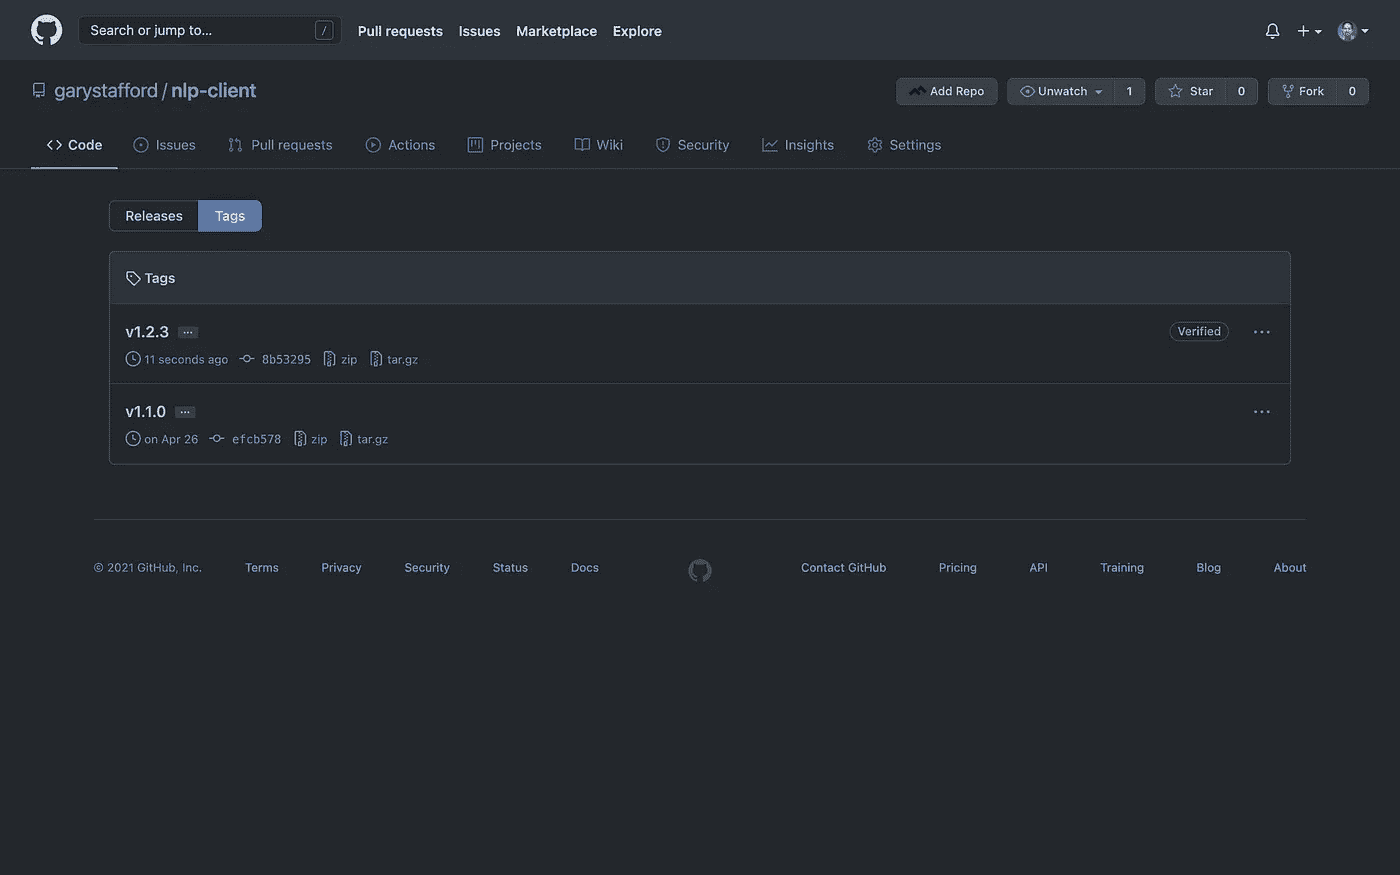 Search or jump to... / Pull requests Issues Marketplace Explore
garystafford / nlp-client Add Repo Unwatch 1 Star 0 Fork 0
Code Issues Pull requests Actions Projects Wiki Security Insights Settings
Releases Tags
Tags
v1.2.3 ... Verified ...
11 seconds ago 8b53295 zip tar.gz
v1.1.0 ... ...
on Apr 26 efcb578 zip tar.gz
© 2021 GitHub, Inc. Terms Privacy Security Status Docs Contact GitHub Pricing API Training Blog About